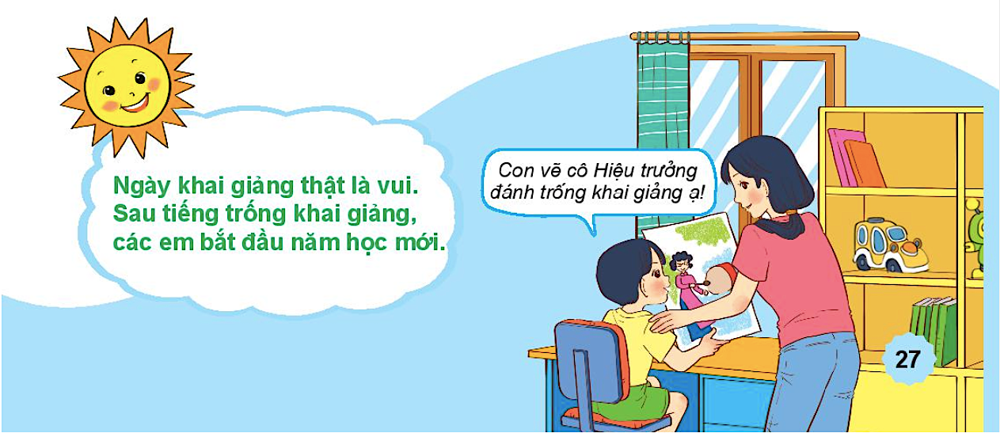 Ngày khai giảng thật là vui.
Sau tiếng trống khai giảng,
các em bắt đầu năm học mới.
Con vẽ cô Hiệu trưởng
đánh trống khai giảng ạ!
27